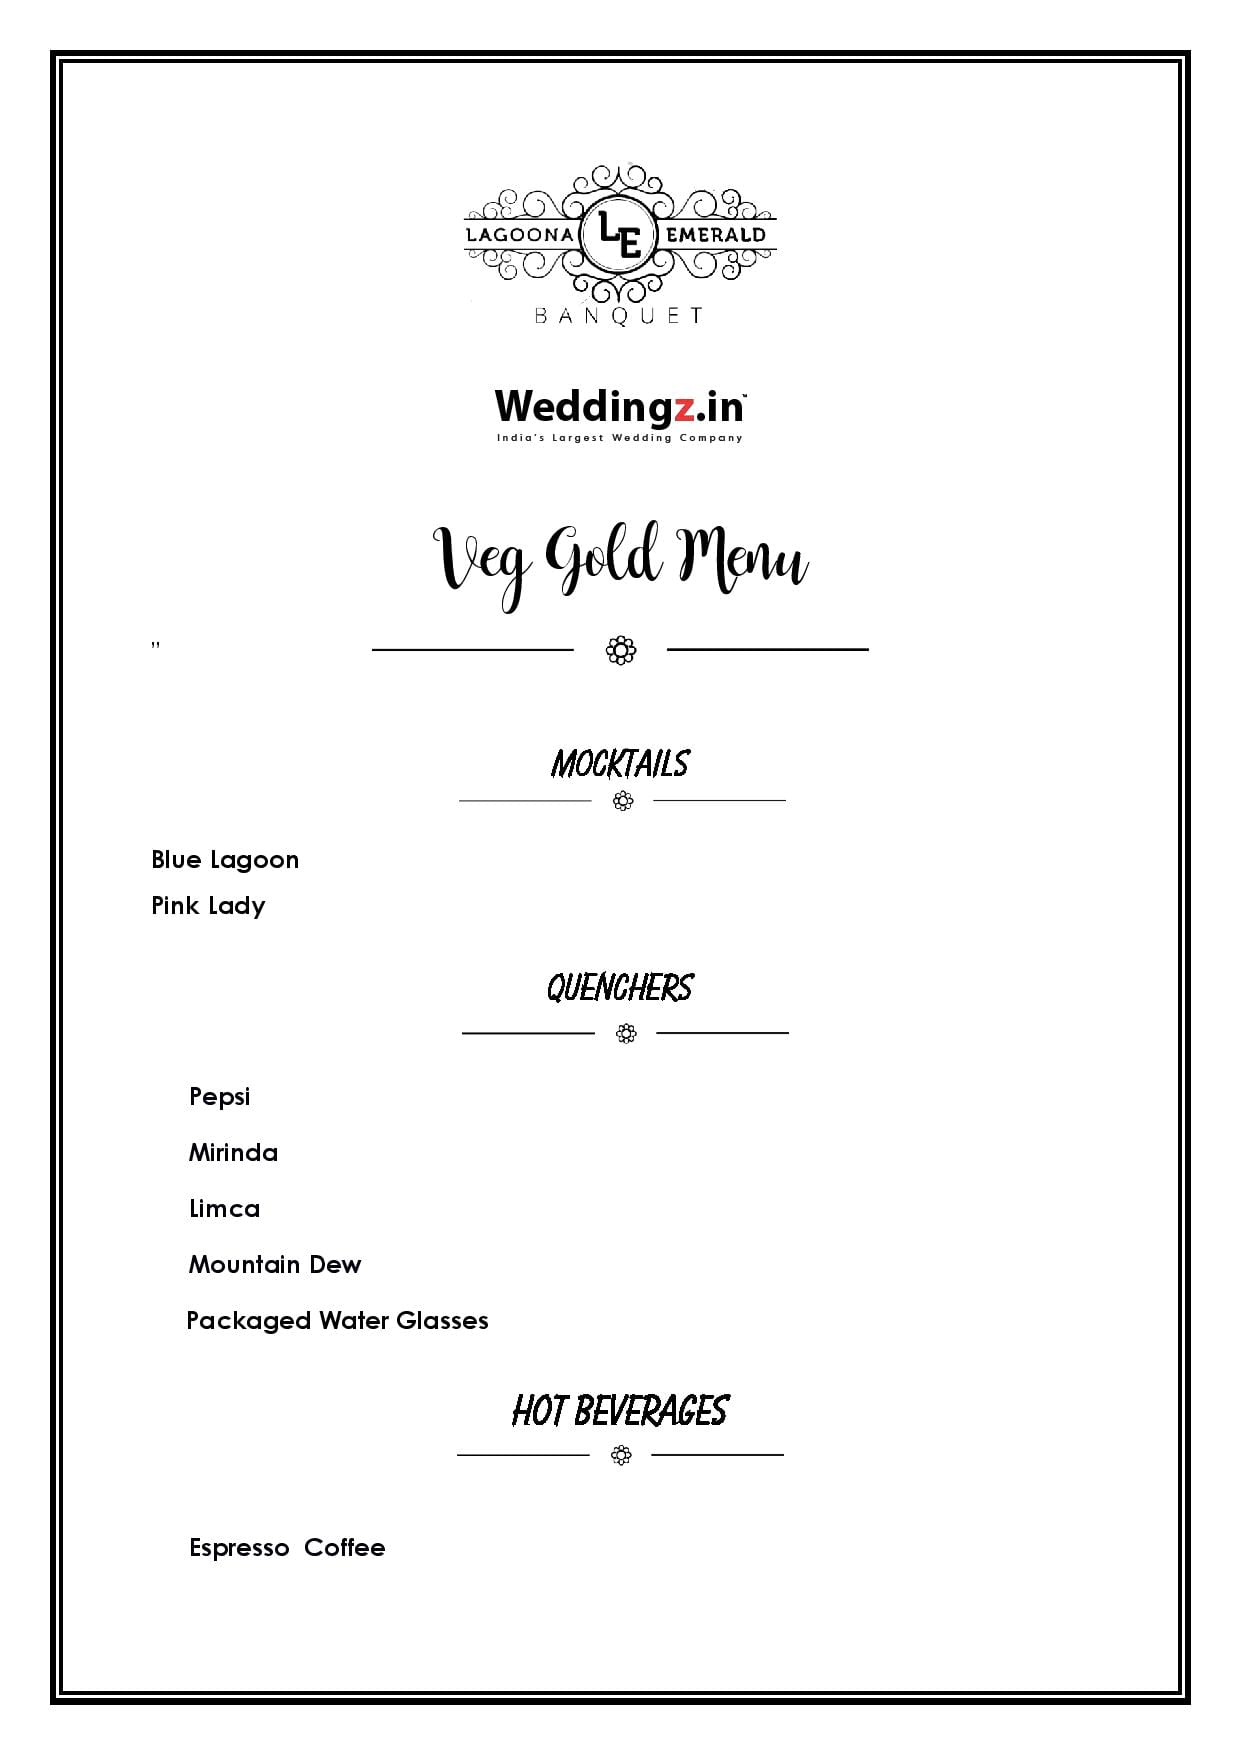 LAGOONA LE EMERALD
BANQUET
Weddingz.in™
India's Largest Wedding Company
Veg Gold Menu
"
MOCKTAILS
Blue Lagoon
Pink Lady
QUENCHERS
Pepsi
Mirinda
Limca
Mountain Dew
Packaged Water Glasses
HOT BEVERAGES
Espresso  Coffee